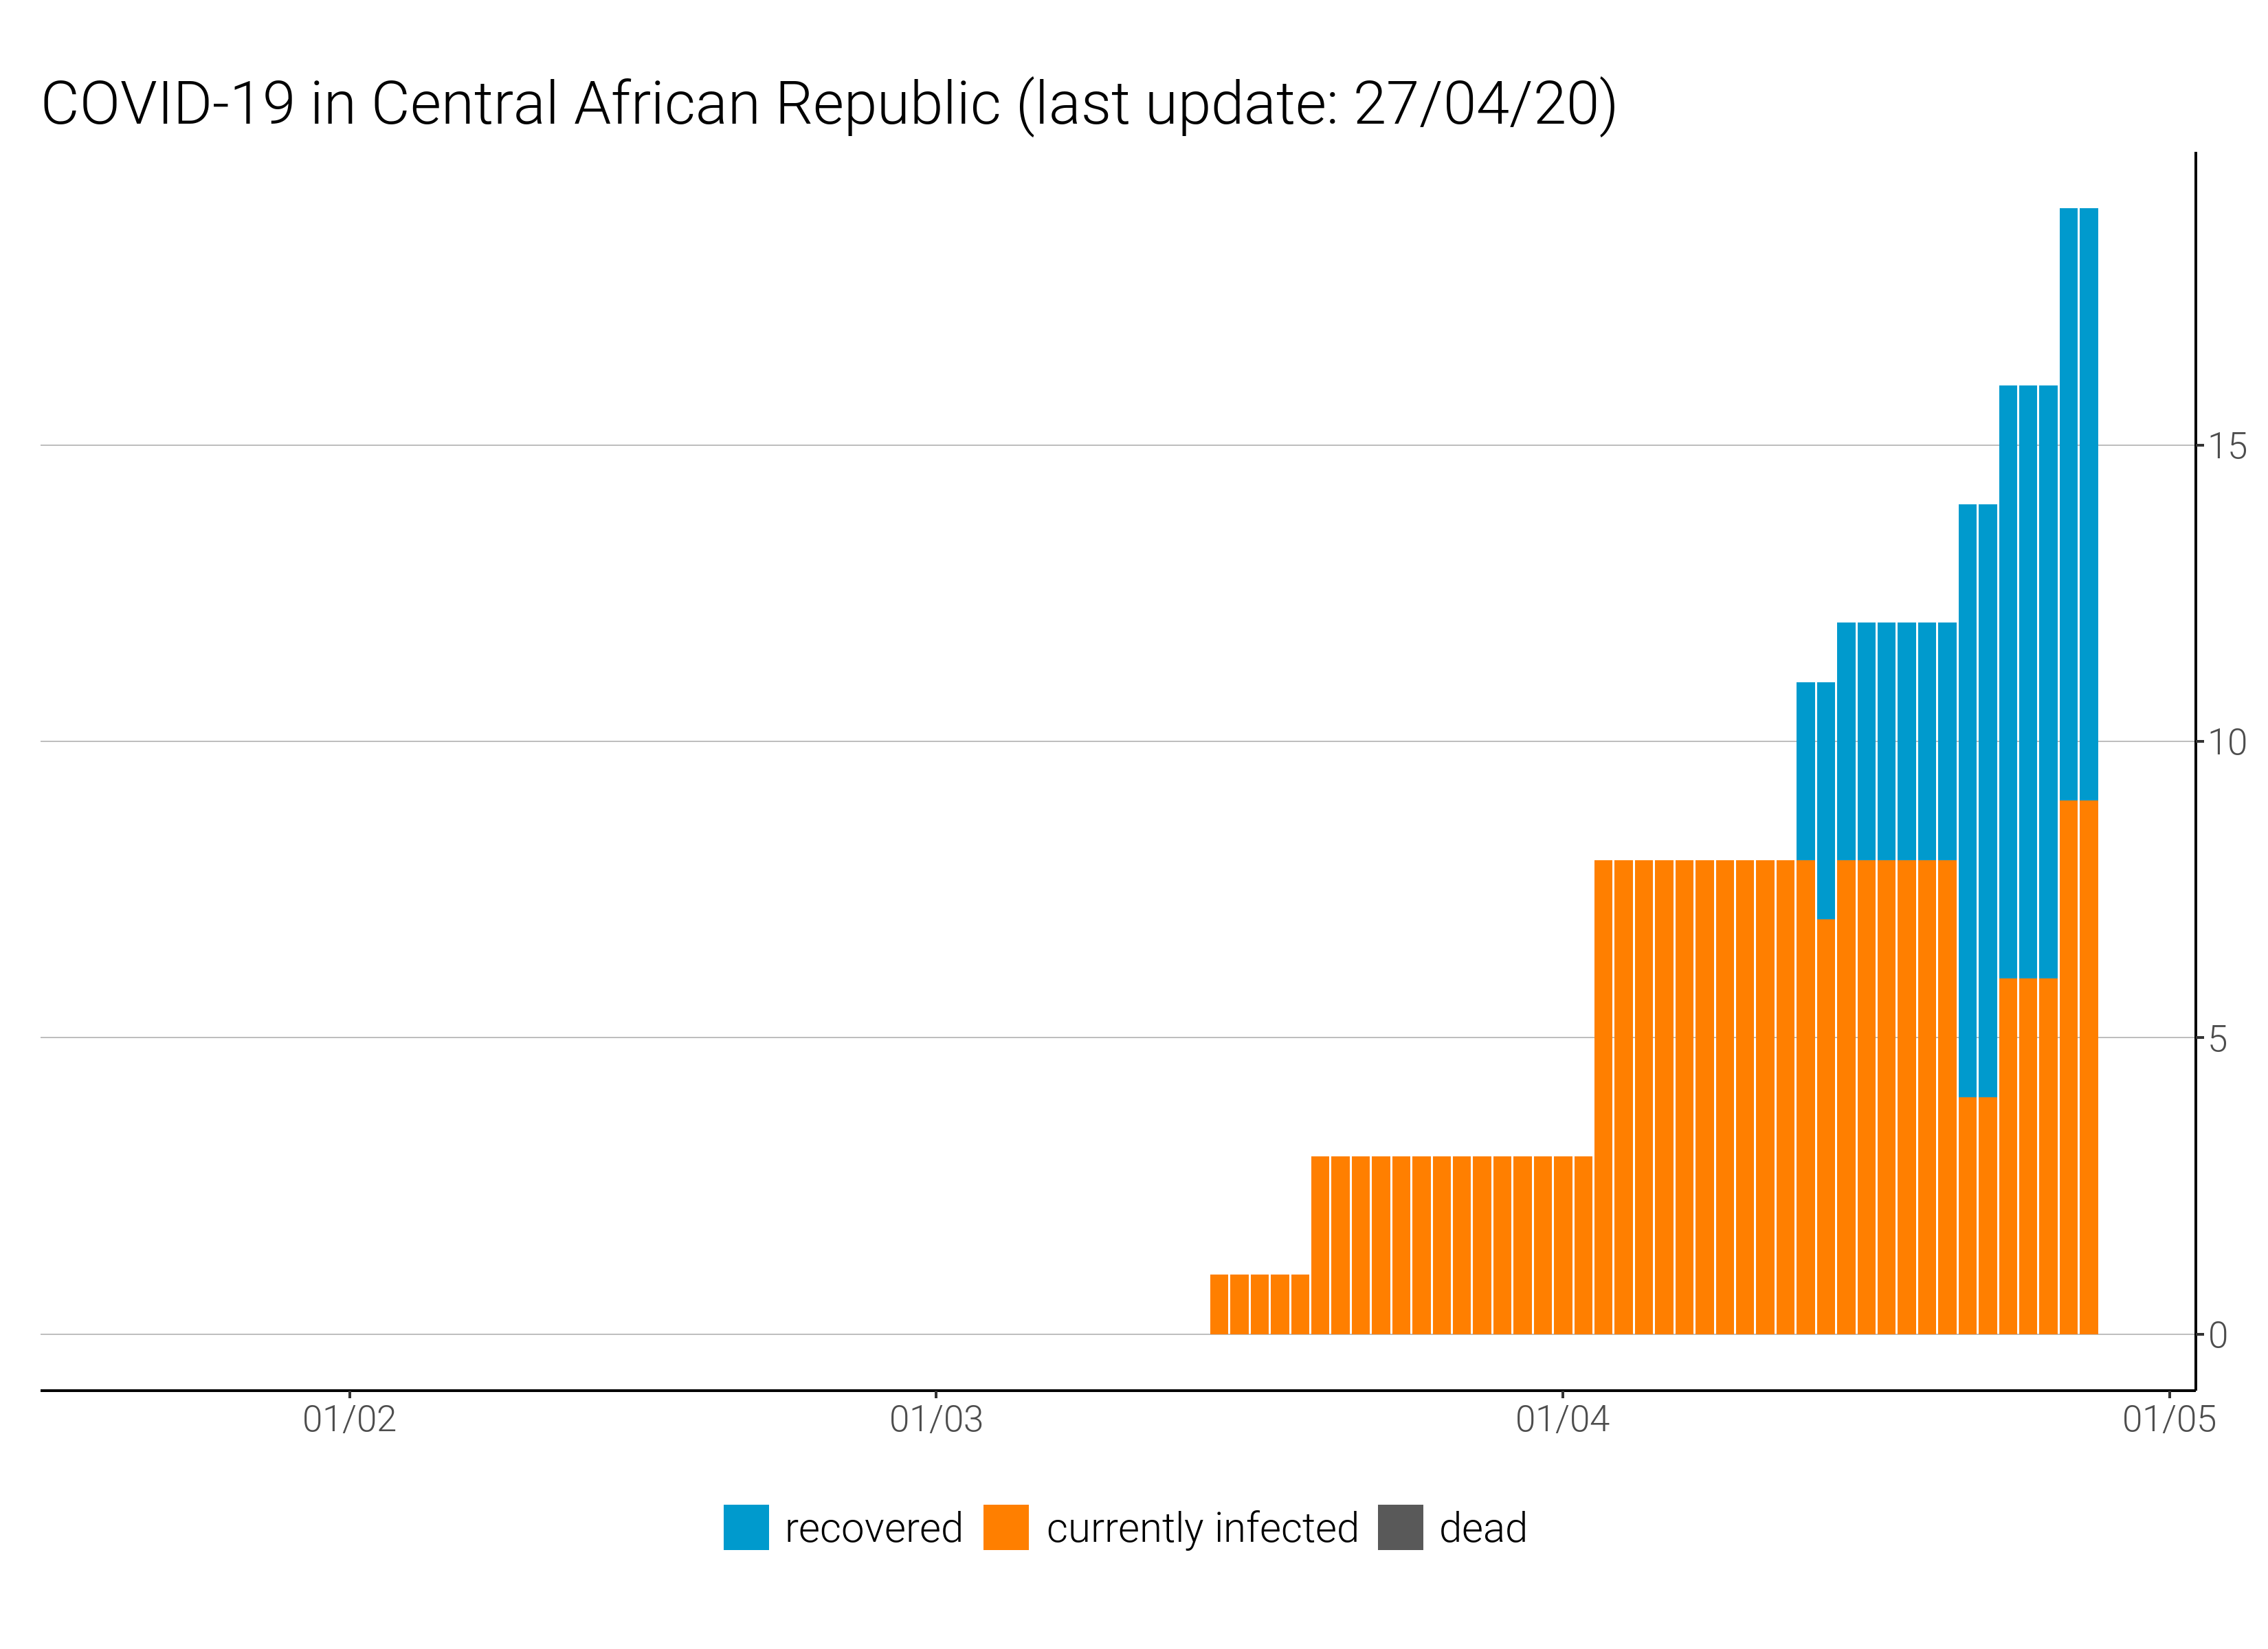 COVID-19 in Central African Republic (last update: 27/04/20)
15
10
5
0
01/02 01/03 01/04 01/05
recovered currently infected dead